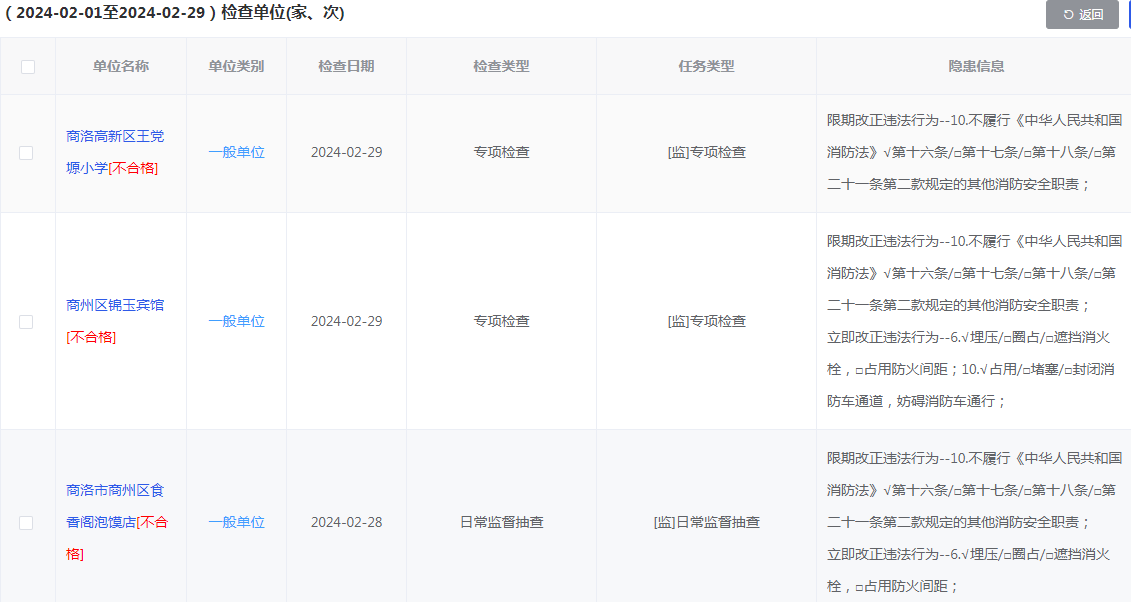 （2024-02-01至2024-02-29）检查单位(家、次)
返回
单位名称 单位类别 检查日期 检查类型 任务类型 隐患信息
商洛高新区王党
塬小学[不合格]
一般单位
2024-02-29
专项检查
[监]专项检查
限期改正违法行为--10.不履行《中华人民共和国
消防法》√第十六条/□第十七条/□第十八条/□第
二十一条第二款规定的其他消防安全职责；
商州区锦玉宾馆
[不合格]
一般单位
2024-02-29
专项检查
[监]专项检查
限期改正违法行为--10.不履行《中华人民共和国
消防法》√第十六条/□第十七条/□第十八条/□第
二十一条第二款规定的其他消防安全职责；
立即改正违法行为--6.√埋压/□圈占/□遮挡消火
栓，□占用防火间距；10.√占用/□堵塞/□封闭消
防车通道，妨碍消防车通行；
商洛市商州区食
香阁泡馍店[不合
格]
一般单位
2024-02-28
日常监督抽查
[监]日常监督抽查
限期改正违法行为--10.不履行《中华人民共和国
消防法》√第十六条/□第十七条/□第十八条/□第
二十一条第二款规定的其他消防安全职责；
立即改正违法行为--6.√埋压/□圈占/□遮挡消火
栓，□占用防火间距；